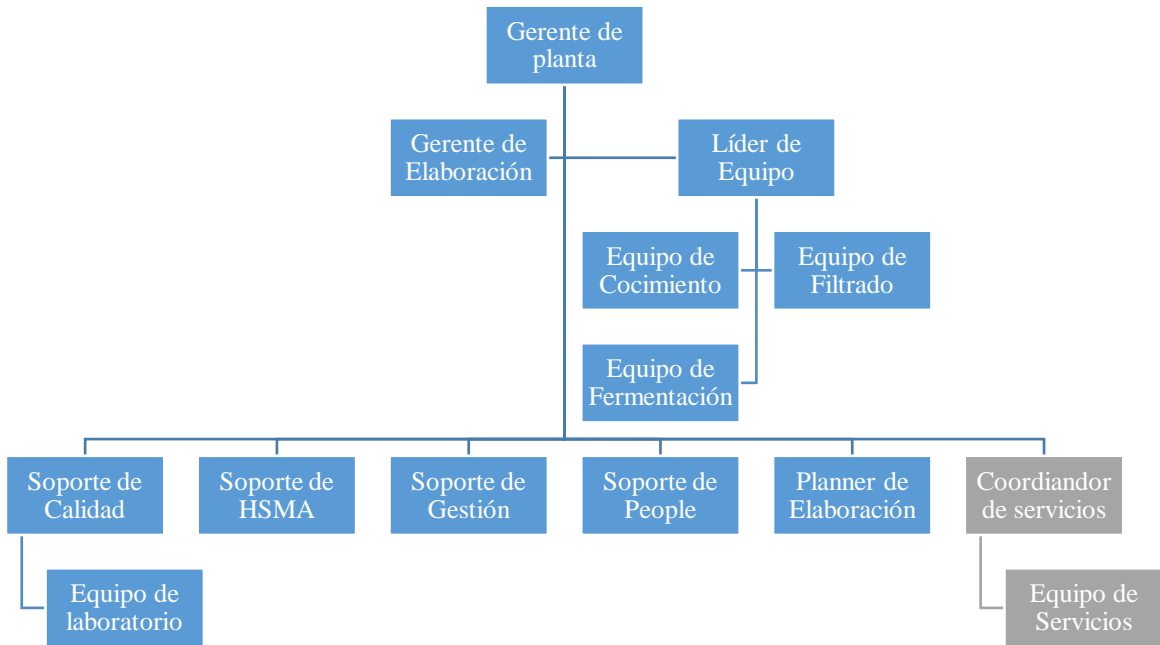 Gerente de
planta
Gerente de
Elaboración
Líder de
Equipo
Equipo de
Cocimiento
Equipo de
Filtrado
Equipo de
Fermentación
Soporte de
Calidad
Soporte de
HSMA
Soporte de
Gestión
Soporte de
People
Planner de
Elaboración
Coordiandor
de servicios
Equipo de
laboratorio
Equipo de
Servicios